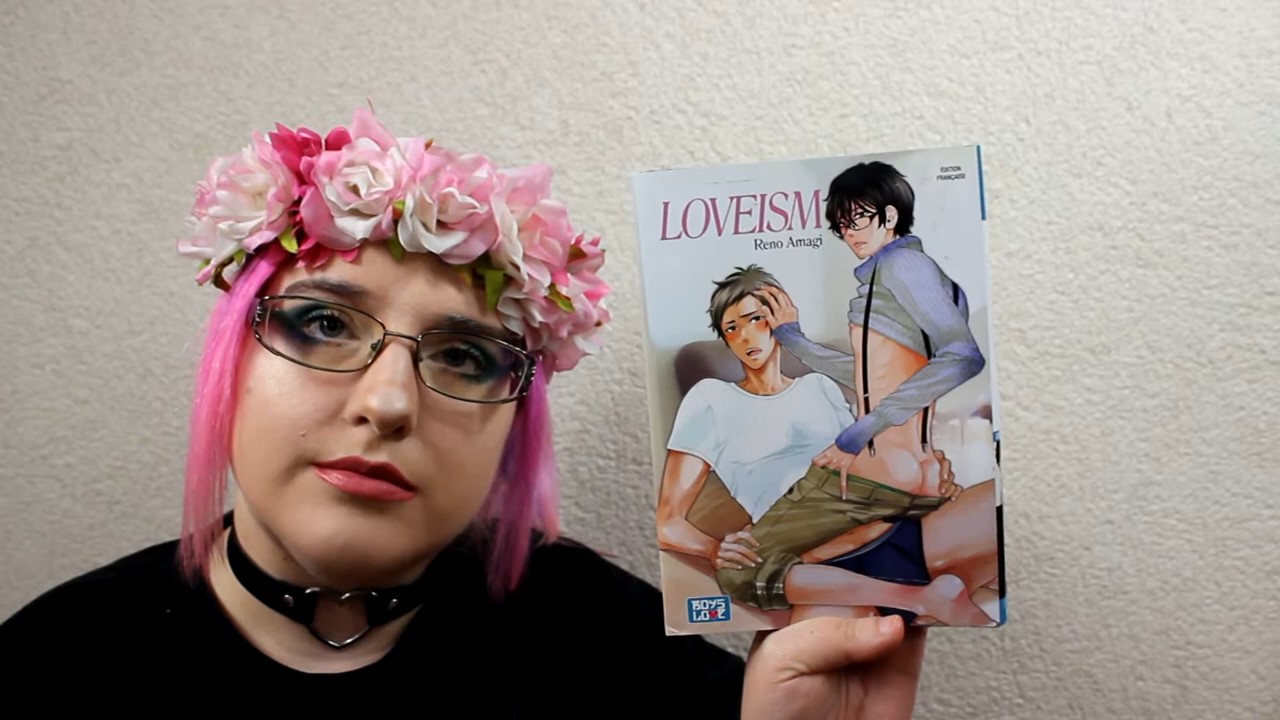 EDITION
FRANÇAISE
LOVEISM
Reno Amagi
BOYS
LOVE